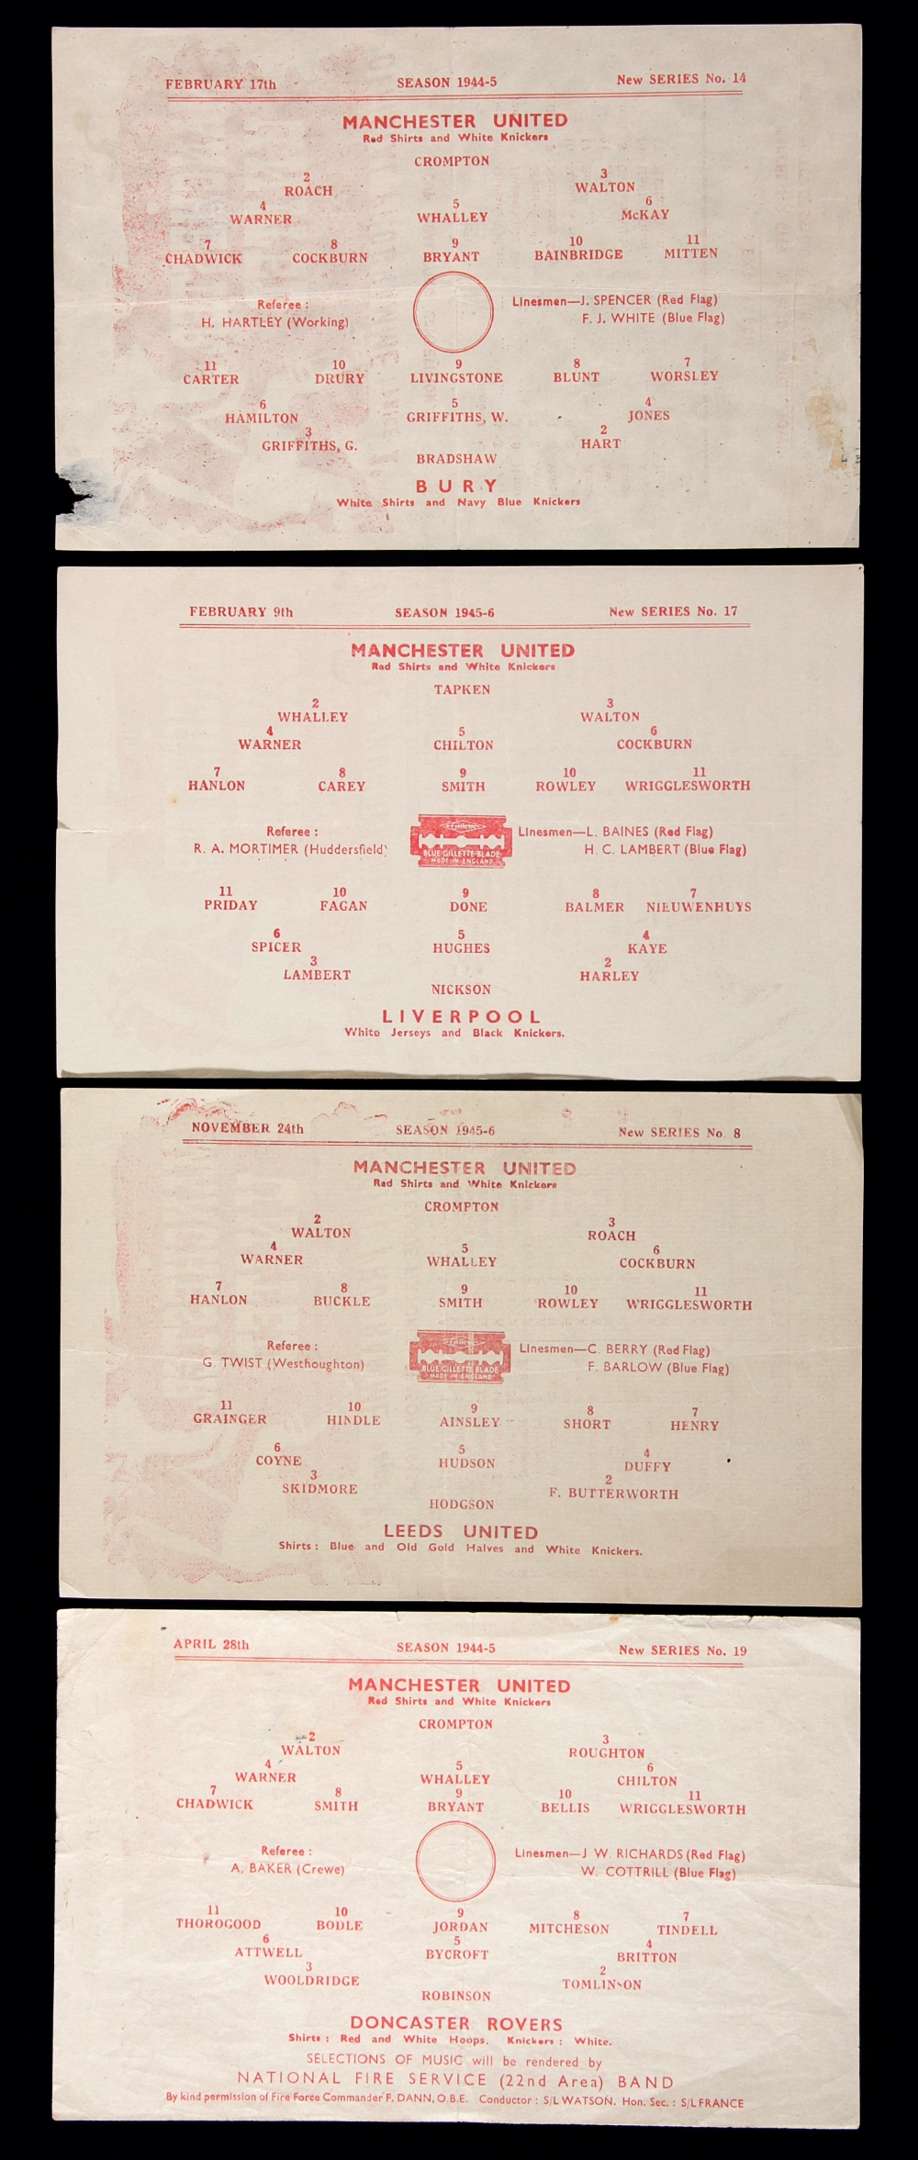 FEBRUARY 17th SEASON 1944-5 New SERIES No. 14
MANCHESTER UNITED
Red Shirts and White Knickers
CROMPTON
2 3
ROACH WALTON
4 5 6
WARNER WHALLEY McKAY
7 8 9 10 11
CHADWICK COCKBURN BRYANT BAINBRIDGE MITTEN
Referee : Linesmen—J. SPENCER (Red Flag)
H. HARTLEY (Working) F. J. WHITE (Blue Flag)
11 10 9 8 7
CARTER DRURY LIVINGSTONE BLUNT WORSLEY
6 5 4
HAMILTON GRIFFITHS, W. JONES
3 2
GRIFFITHS, G. HART
BRADSHAW
BURY
White Shirts and Navy Blue Knickers
FEBRUARY 9th SEASON 1945-6 New SERIES No. 17
MANCHESTER UNITED
Red Shirts and White Knickers
TAPKEN
2 3
WHALLEY WALTON
4 5 6
WARNER CHILTON COCKBURN
7 8 9 10 11
HANLON CAREY SMITH ROWLEY WRIGGLESWORTH
Referee : Linesmen—L. BAINES (Red Flag)
R. A. MORTIMER (Huddersfield) H. C. LAMBERT (Blue Flag)
Gillette
BLUE GILLETTE BLADE
MADE IN ENGLAND
11 10 9 8 7
PRIDAY FAGAN DONE BALMER NIEUWENHUYS
6 5 4
SPICER HUGHES KAYE
3 2
LAMBERT HARLEY
NICKSON
LIVERPOOL
White Jerseys and Black Knickers.
NOVEMBER 24th SEASON 1945-6 New SERIES No 8
MANCHESTER UNITED
Red Shirts and White Knickers
CROMPTON
2 3
WALTON ROACH
4 5 6
WARNER WHALLEY COCKBURN
7 8 9 10 11
HANLON BUCKLE SMITH ROWLEY WRIGGLESWORTH
Referee : Linesmen—C. BERRY (Red Flag)
G TWIST (Westhoughton) F. BARLOW (Blue Flag)
Gillette
BLUE GILLETTE BLADE
MADE IN ENGLAND
11 10 9 8 7
GRAINGER HINDLE AINSLEY SHORT HENRY
6 5 4
COYNE HUDSON DUFFY
3 2
SKIDMORE F. BUTTERWORTH
HODGSON
LEEDS UNITED
Shirts : Blue and Old Gold Halves and White Knickers.
APRIL 28th SEASON 1944-5 New SERIES No. 19
MANCHESTER UNITED
Red Shirts and White Knickers
CROMPTON
2 3
WALTON ROUGHTON
4 5 6
WARNER WHALLEY CHILTON
7 8 9 10 11
CHADWICK SMITH BRYANT BELLIS WRIGGLESWORTH
Referee : Linesmen—J W. RICHARDS (Red Flag)
A. BAKER (Crewe) W. COTTRILL (Blue Flag)
11 10 9 8 7
THOROGOOD BODLE JORDAN MITCHESON TINDELL
6 5 4
ATTWELL BYCROFT BRITTON
3 2
WOOLDRIDGE TOMLINSON
ROBINSON
DONCASTER ROVERS
Shirts : Red and White Hoops. Knickers : White.
SELECTIONS OF MUSIC will be rendered by
NATIONAL FIRE SERVICE (22nd Area) BAND
By kind permission of Fire Force Commander F. DANN, O.B.E. Conductor : S/L WATSON. Hon. Sec. : S/L FRANCE